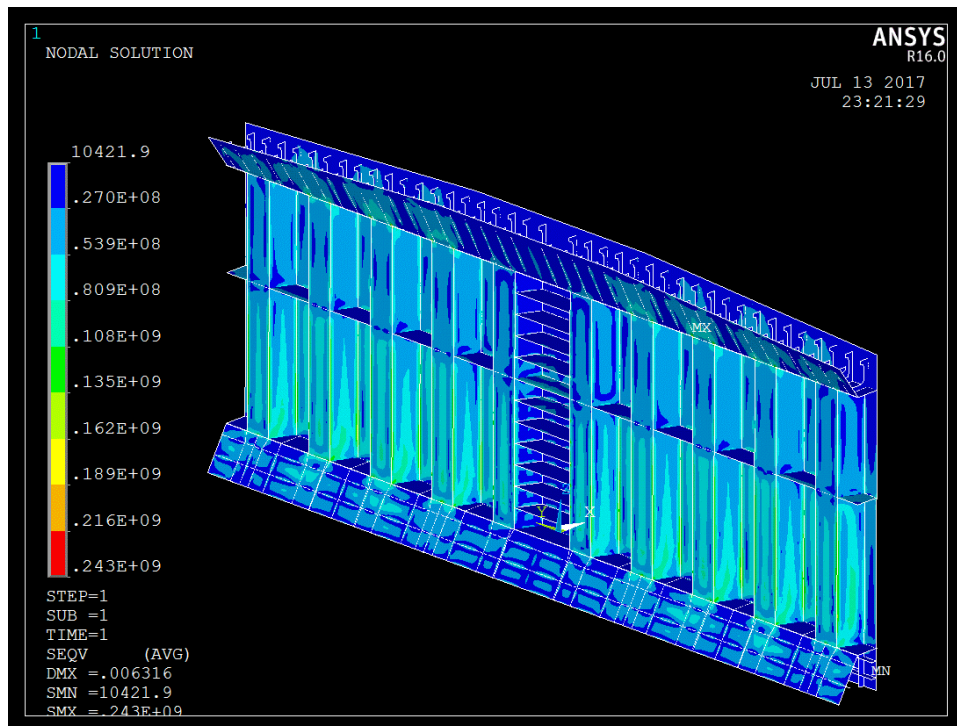 1
NODAL SOLUTION
ANSYS
R16.0
JUL 13 2017
23:21:29
10421.9
.270E+08
.539E+08
.809E+08
.108E+09
.135E+09
.162E+09
.189E+09
.216E+09
.243E+09
MX
Y
X
MN
STEP=1
SUB =1
TIME=1
SEQV (AVG)
DMX =.006316
SMN =10421.9
SMX =.243E+09